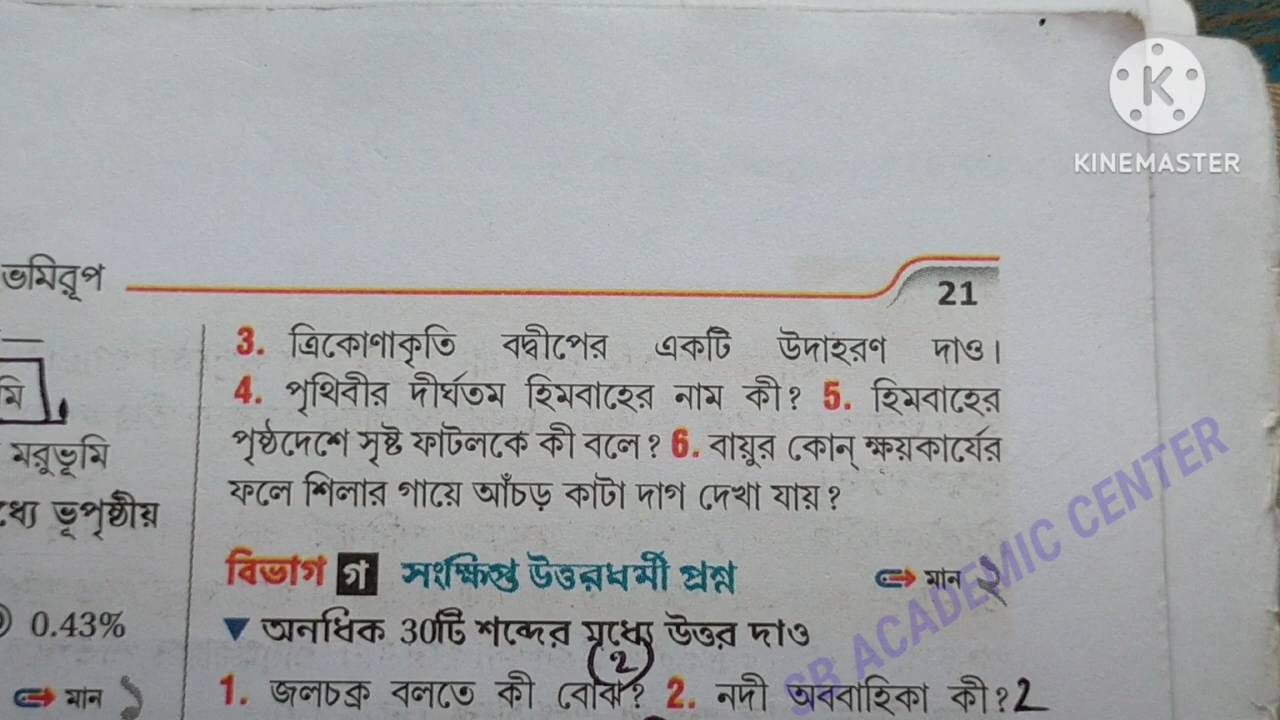 KINEMASTER
ভূমিরূপ
21
3. ত্রিকোণাকৃতি বদ্বীপের একটি উদাহরণ দাও।
4. পৃথিবীর দীর্ঘতম হিমবাহের নাম কী? 5. হিমবাহের
পৃষ্ঠদেশে সৃষ্ট ফাটলকে কী বলে? 6. বায়ুর কোন্ ক্ষয়কার্যের
ফলে শিলার গায়ে আঁচড় কাটা দাগ দেখা যায়?
মি
মরুভূমি
ধ্যে ভূপৃষ্ঠীয়
0.43%
মান ১
বিভাগ গ সংক্ষিপ্ত উত্তরধর্মী প্রশ্ন মান ২
▼ অনধিক 30টি শব্দের মধ্যে উত্তর দাও
2
1. জলচক্র বলতে কী বোঝ? 2. নদী অববাহিকা কী? 2
SB ACADEMIC CENTER